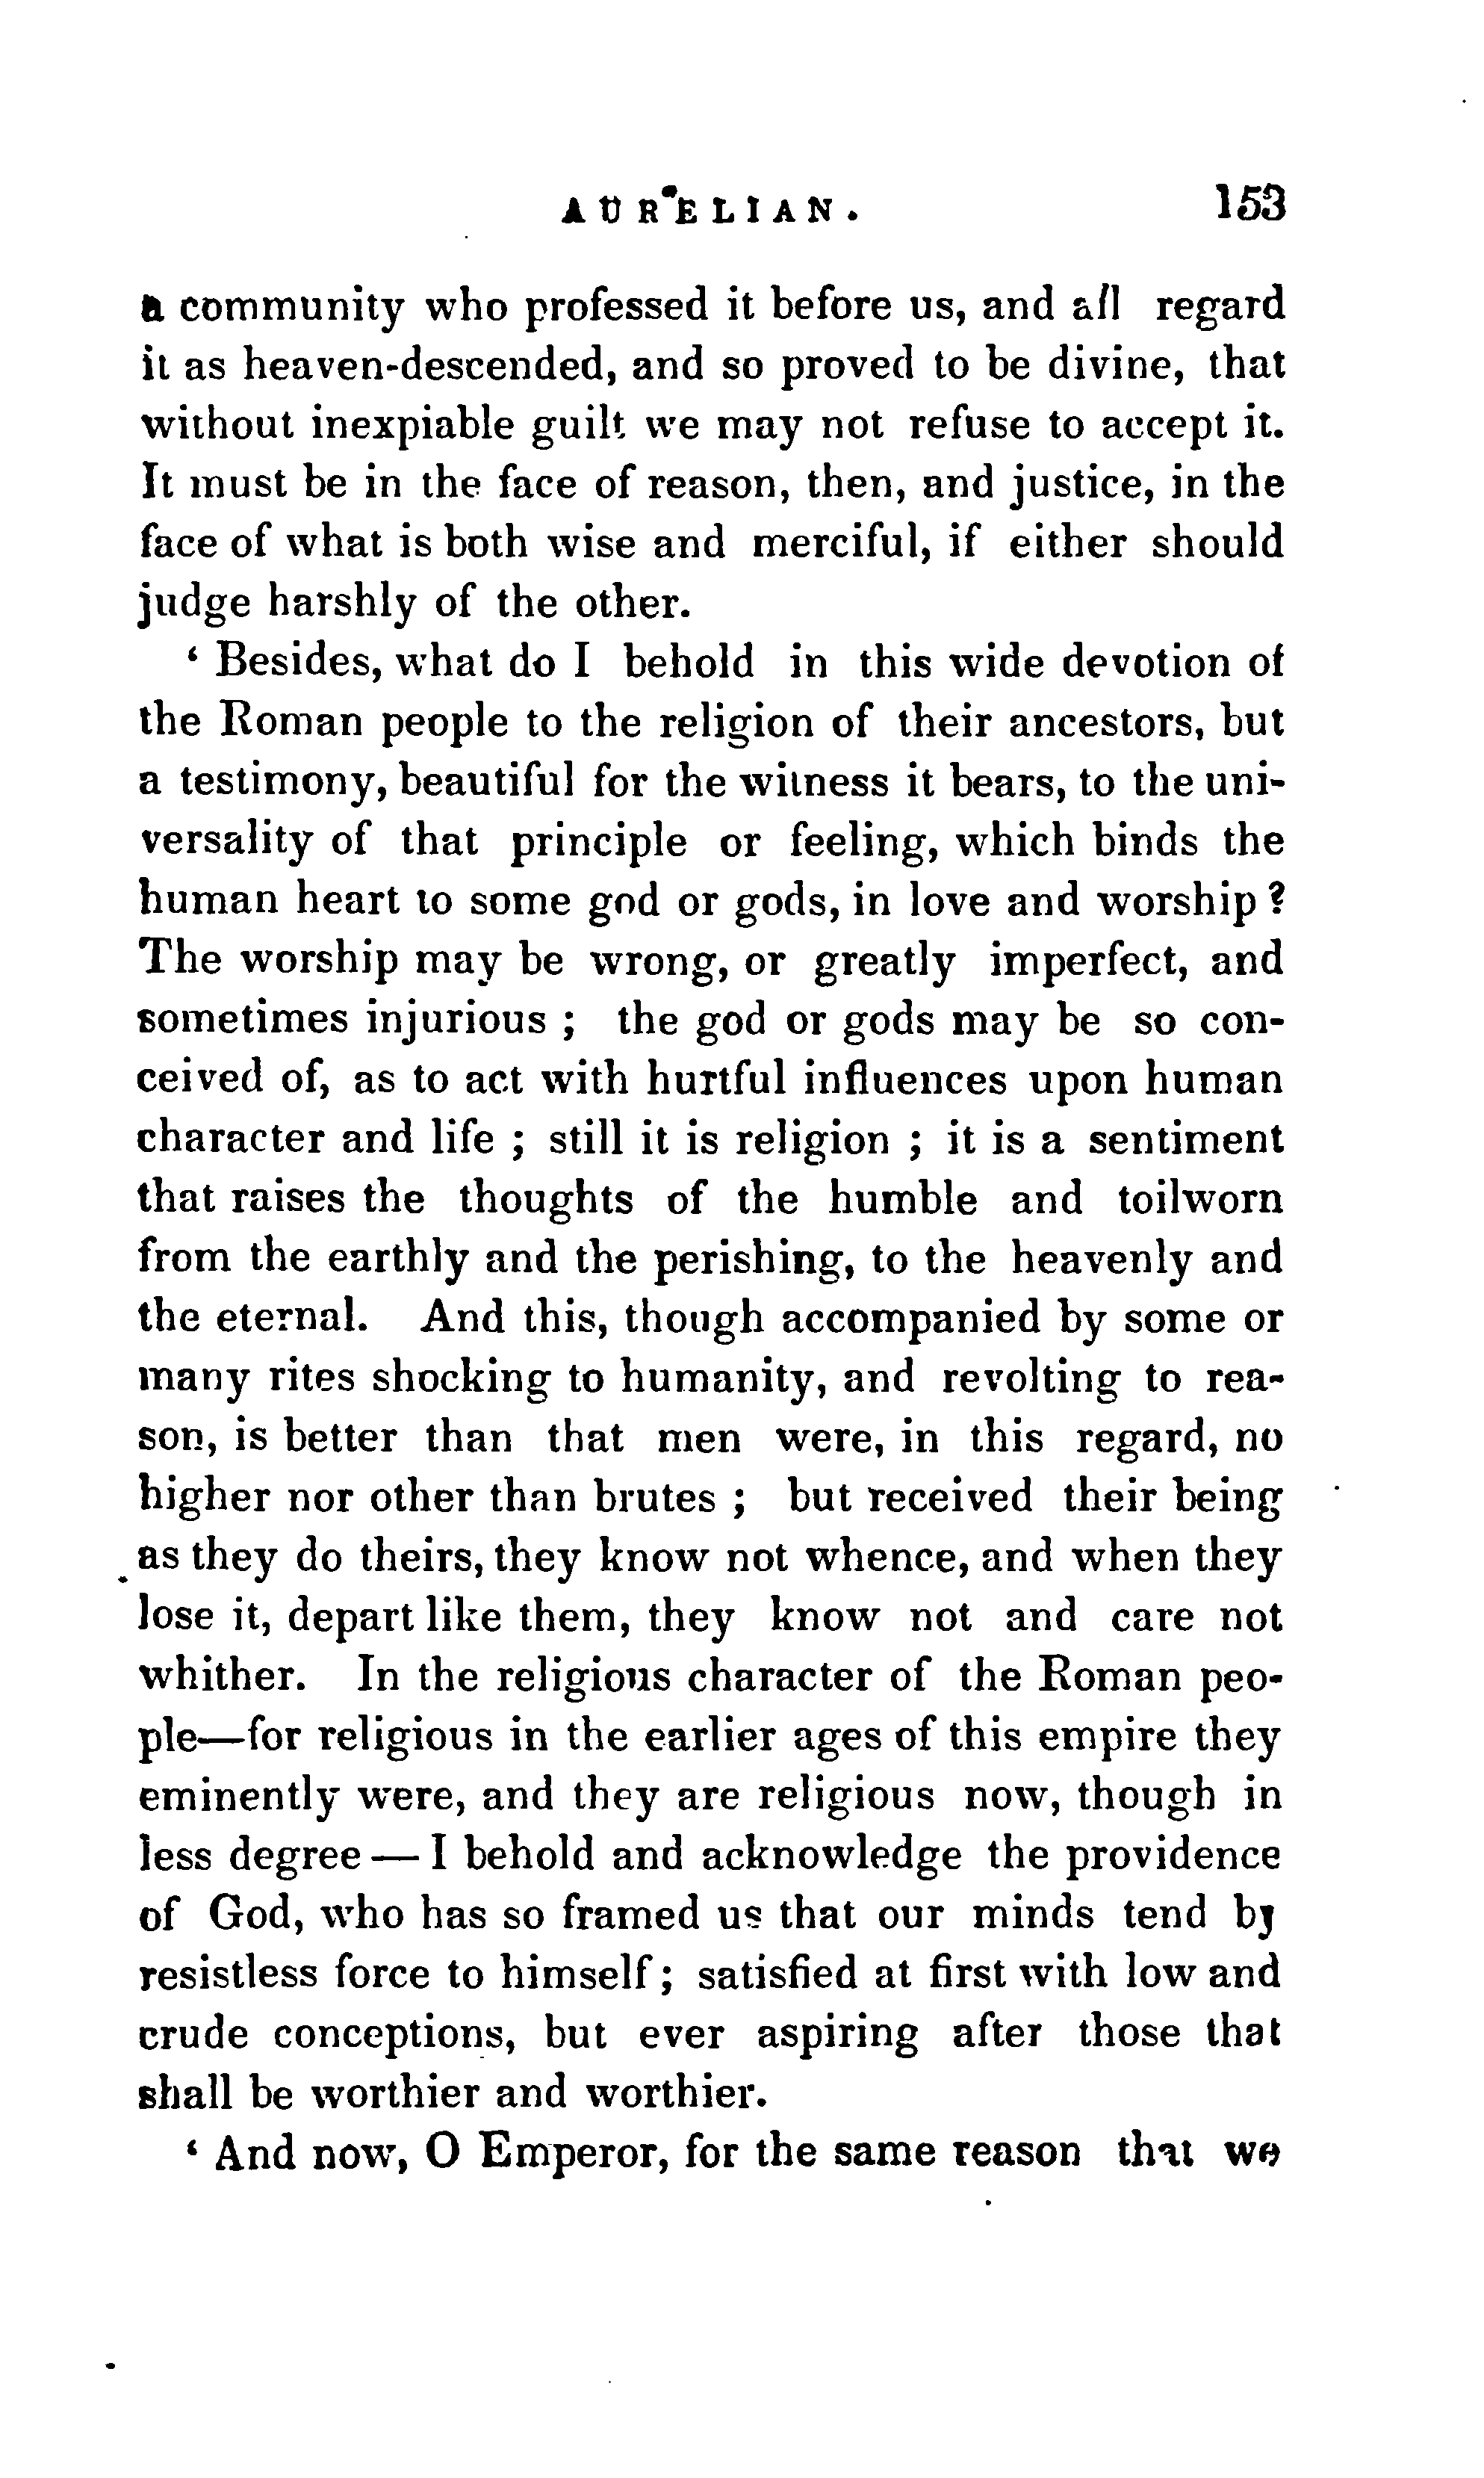 AURELIAN. 153
a community who professed it before us, and all regard
it as heaven-descended, and so proved to be divine, that
without inexpiable guilt we may not refuse to accept it.
It must be in the face of reason, then, and justice, in the
face of what is both wise and merciful, if either should
judge harshly of the other.
‘ Besides, what do I behold in this wide devotion of
the Roman people to the religion of their ancestors, but
a testimony, beautiful for the witness it bears, to the uni-
versality of that principle or feeling, which binds the
human heart to some god or gods, in love and worship ?
The worship may be wrong, or greatly imperfect, and
sometimes injurious ; the god or gods may be so con-
ceived of, as to act with hurtful influences upon human
character and life ; still it is religion ; it is a sentiment
that raises the thoughts of the humble and toilworn
from the earthly and the perishing, to the heavenly and
the eternal. And this, though accompanied by some or
many rites shocking to humanity, and revolting to rea-
son, is better than that men were, in this regard, no
higher nor other than brutes ; but received their being
as they do theirs, they know not whence, and when they
lose it, depart like them, they know not and care not
whither. In the religious character of the Roman peo-
ple—for religious in the earlier ages of this empire they
eminently were, and they are religious now, though in
less degree — I behold and acknowledge the providence
of God, who has so framed us that our minds tend by
resistless force to himself ; satisfied at first with low and
crude conceptions, but ever aspiring after those that
shall be worthier and worthier.
‘ And now, O Emperor, for the same reason that we